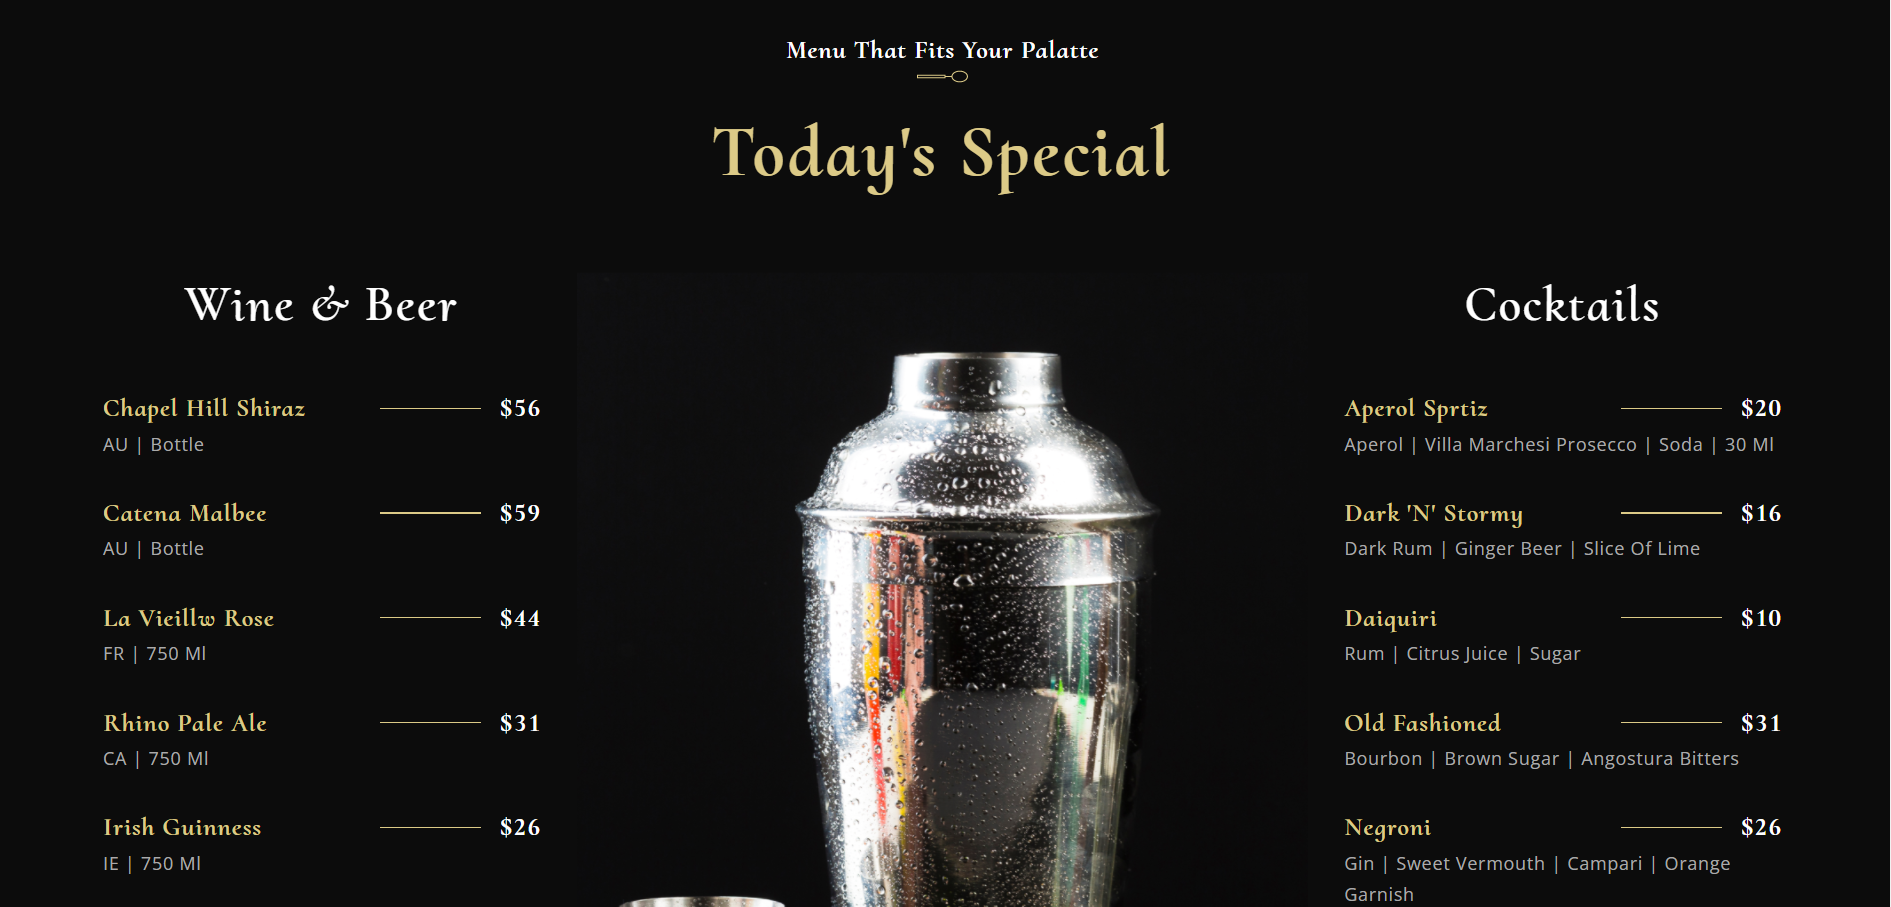 Menu That Fits Your Palatte
Today's Special
Wine & Beer
Chapel Hill Shiraz $56
AU | Bottle
Catena Malbee $59
AU | Bottle
La Vieillw Rose $44
FR | 750 Ml
Rhino Pale Ale $31
CA | 750 Ml
Irish Guinness $26
IE | 750 Ml
Cocktails
Aperol Sprtiz $20
Aperol | Villa Marchesi Prosecco | Soda | 30 Ml
Dark 'N' Stormy $16
Dark Rum | Ginger Beer | Slice Of Lime
Daiquiri $10
Rum | Citrus Juice | Sugar
Old Fashioned $31
Bourbon | Brown Sugar | Angostura Bitters
Negroni $26
Gin | Sweet Vermouth | Campari | Orange
Garnish